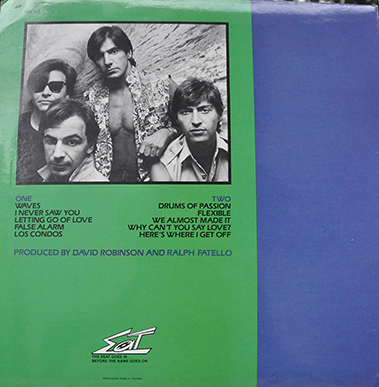 ONE
WAVES
I NEVER SAW YOU
LETTING GO OF LOVE
FALSE ALARM
LOS CONDOS
TWO
DRUMS OF PASSION
FLEXIBLE
WE ALMOST MADE IT
WHY CAN'T YOU SAY LOVE?
HERE'S WHERE I GET OFF
PRODUCED BY DAVID ROBINSON AND RALPH FATELLO
EAT
THE BEAT GOES IN...
BEFORE THE NAME GOES ON